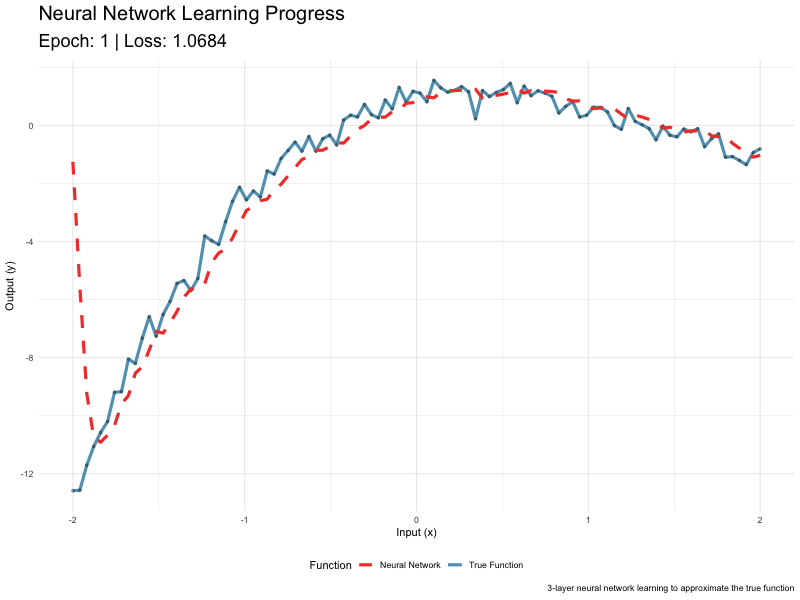 Neural Network Learning Progress
Epoch: 1 | Loss: 1.0684
Output (y)
0
-4
-8
-12
-2
-1
0
1
2
Input (x)
Function Neural Network True Function
3-layer neural network learning to approximate the true function